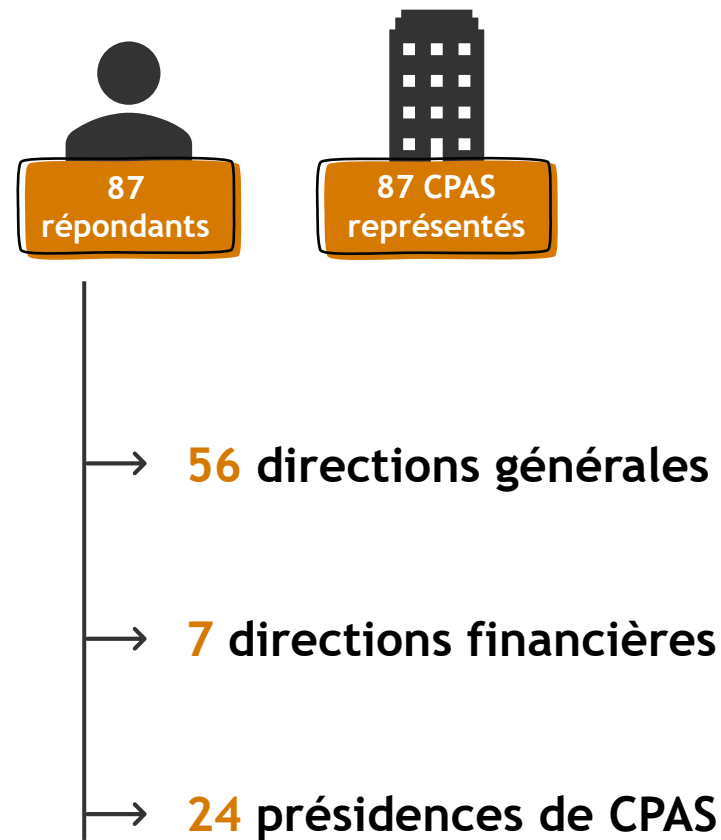 87
répondants
87 CPAS
représentés
56 directions générales
7 directions financières
24 présidences de CPAS